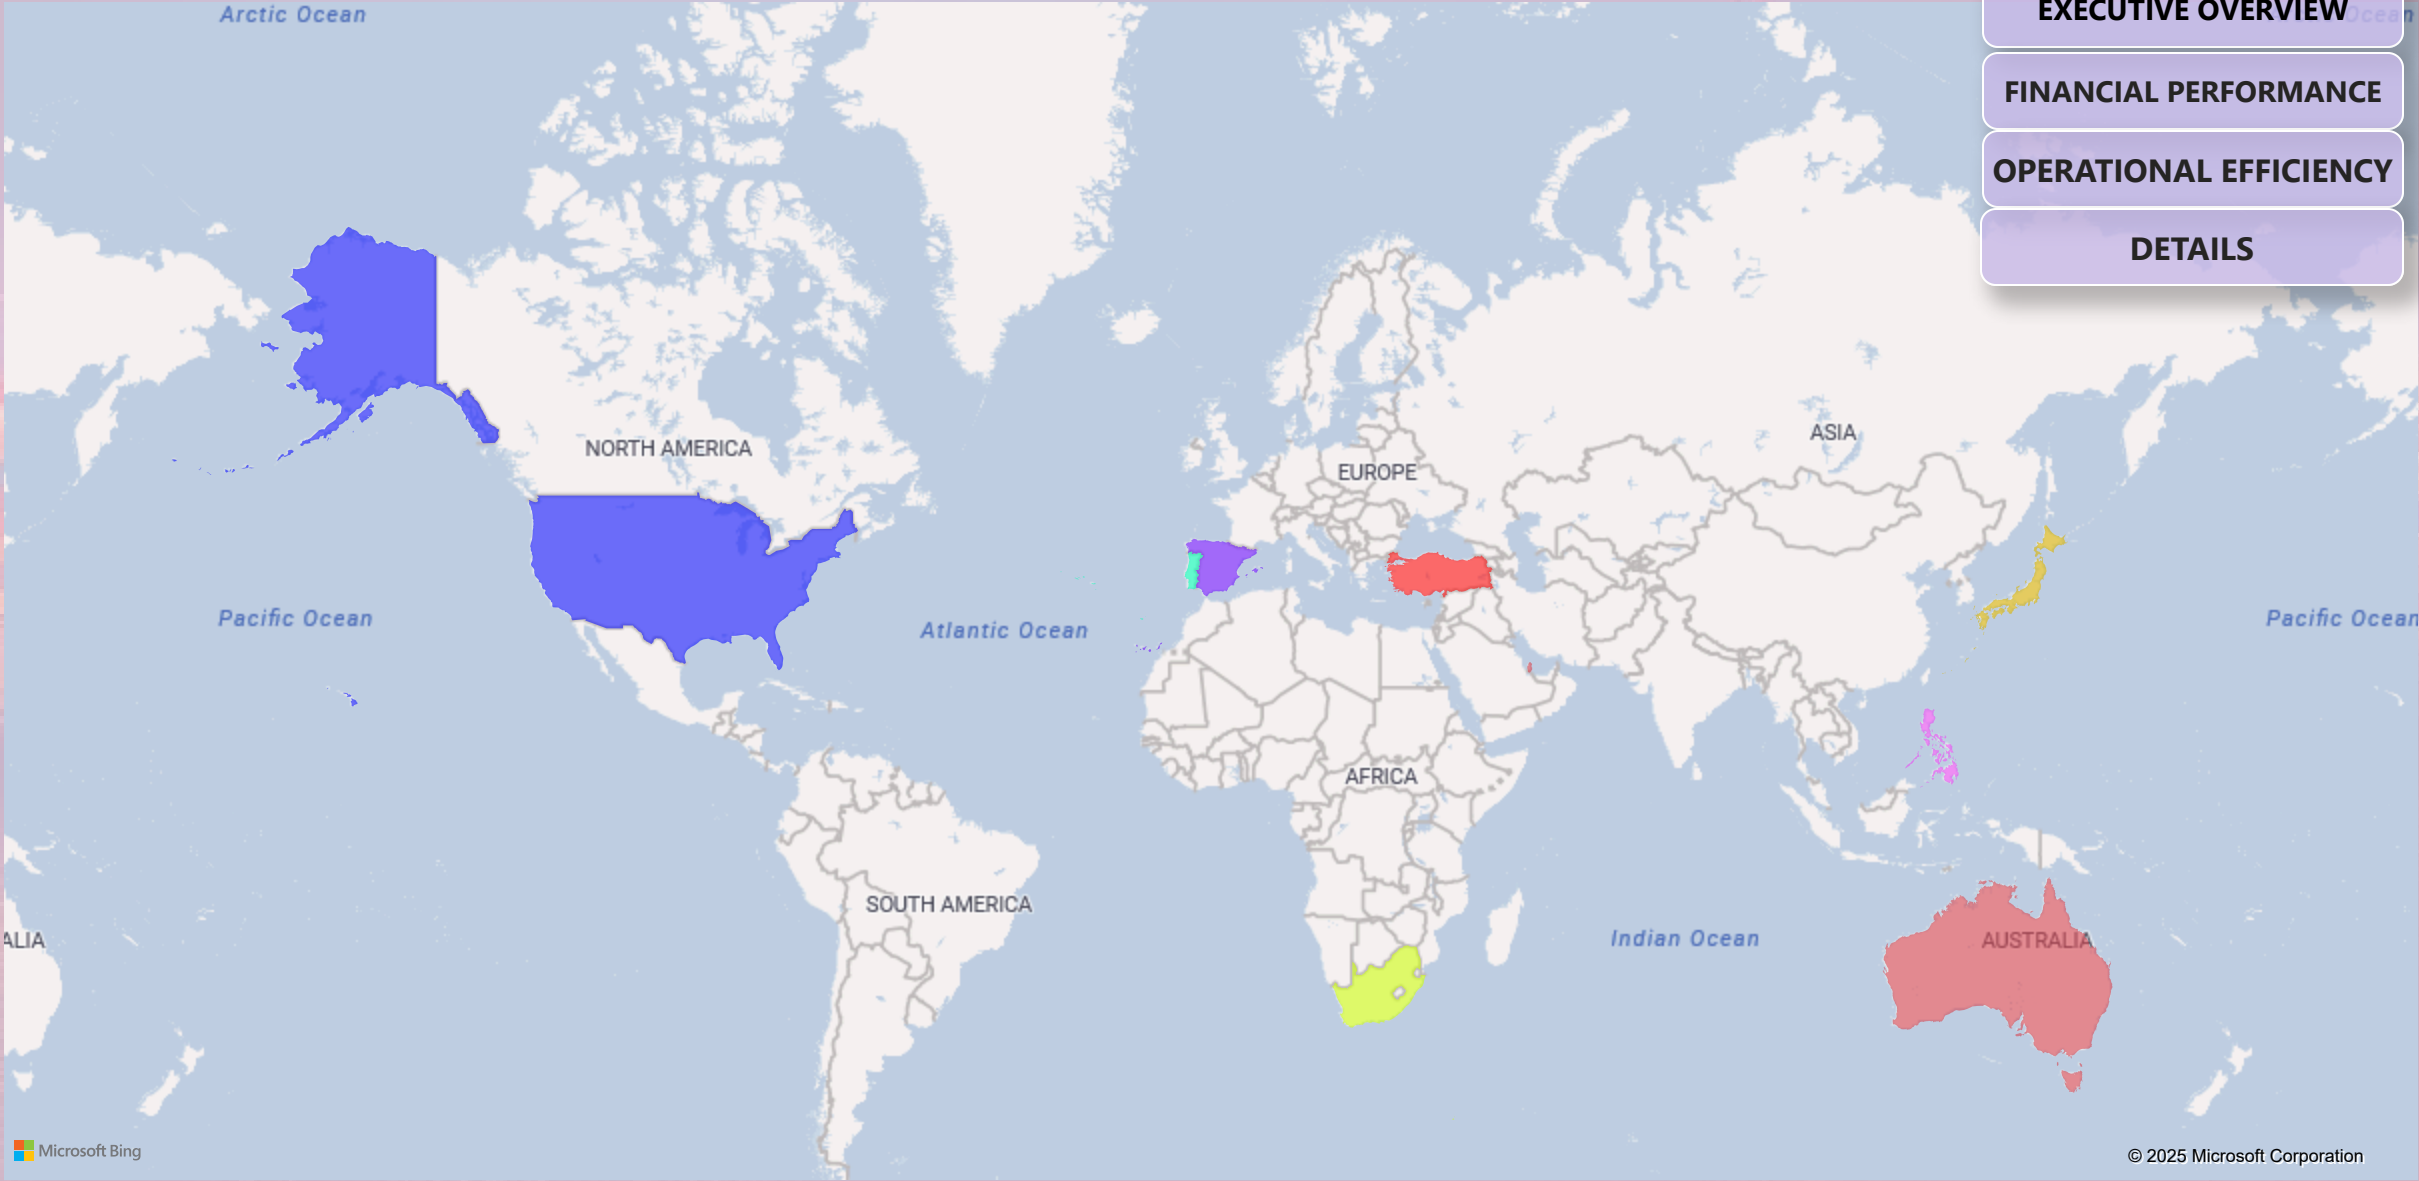 Arctic Ocean
EXECUTIVE OVERVIEW
Ocean
FINANCIAL PERFORMANCE
OPERATIONAL EFFICIENCY
DETAILS
NORTH AMERICA
ASIA
EUROPE
Pacific Ocean
Atlantic Ocean
Pacific Ocean
AFRICA
SOUTH AMERICA
Indian Ocean
ALIA
AUSTRALIA
Microsoft Bing
© 2025 Microsoft Corporation